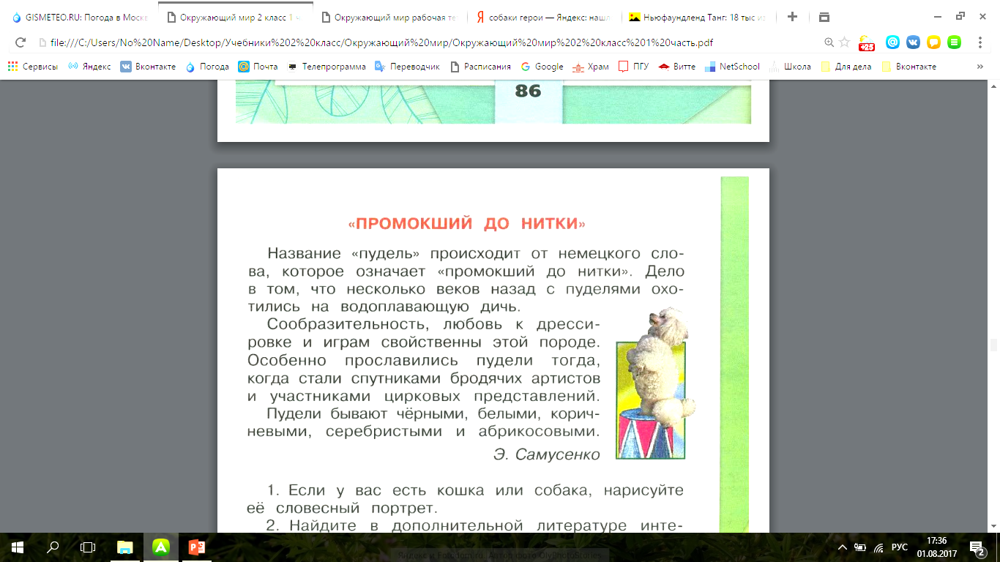 GISMETEO.RU: Погода в Москв
Окружающий мир 2 класс 1 ч
Окружающий мир рабочая те
собаки герои — Яндекс: нашл
Ньюфаундленд Танг: 18 тыс из
file:///C:/Users/No%20Name/Desktop/Учебники%202%20класс/Окружающий%20мир/Окружающий%20мир%202%20класс%201%20часть.pdf
+25
Сервисы Яндекс Вконтакте Погода Почта Телепрограмма Переводчик Расписания Google Храм ПГУ Витте NetSchool Школа Для дела Вконтакте »
86
«ПРОМОКШИЙ ДО НИТКИ»
Название «пудель» происходит от немецкого сло-
ва, которое означает «промокший до нитки». Дело
в том, что несколько веков назад с пуделями охо-
тились на водоплавающую дичь.
Сообразительность, любовь к дресси-
ровке и играм свойственны этой породе.
Особенно прославились пудели тогда,
когда стали спутниками бродячих артистов
и участниками цирковых представлений.
Пудели бывают чёрными, белыми, корич-
невыми, серебристыми и абрикосовыми.
Э. Самусенко
1. Если у вас есть кошка или собака, нарисуйте
её словесный портрет.
2. Найдите в дополнительной литературе инте-
РУС
17:36
01.08.2017
2